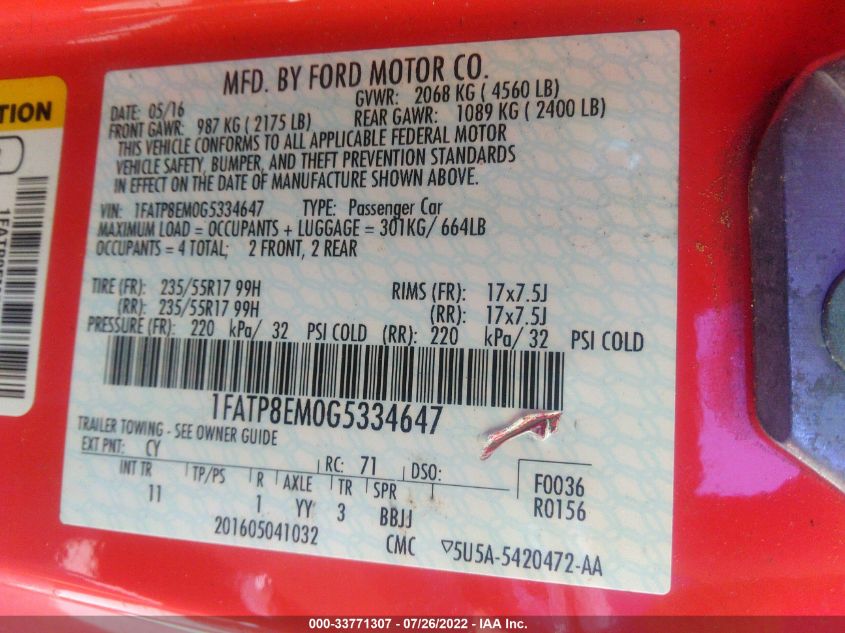 MFD. BY FORD MOTOR CO.
DATE: 05/16 GVWR: 2068 KG ( 4560 LB)
FRONT GAWR: 987 KG ( 2175 LB) REAR GAWR: 1089 KG ( 2400 LB)
THIS VEHICLE CONFORMS TO ALL APPLICABLE FEDERAL MOTOR
VEHICLE SAFETY, BUMPER, AND THEFT PREVENTION STANDARDS
IN EFFECT ON THE DATE OF MANUFACTURE SHOWN ABOVE.
VIN: 1FATP8EM0G5334647 TYPE: Passenger Car
MAXIMUM LOAD = OCCUPANTS + LUGGAGE = 301KG/ 664LB
OCCUPANTS = 4 TOTAL; 2 FRONT, 2 REAR
TIRE (FR): 235/55R17 99H RIMS (FR): 17x7.5J
(RR): 235/55R17 99H (RR): 17x7.5J
PRESSURE (FR): 220 kPa/ 32 PSI COLD (RR): 220 kPa/ 32 PSI COLD
1FATP8EM0G5334647
TRAILER TOWING - SEE OWNER GUIDE
EXT PNT: CY RC: 71 DSO: F0036
INT TR TP/PS R AXLE TR SPR R0156
11 1 YY 3 BBJJ
201605041032 CMC ▽5U5A-5420472-AA
000-33771307 - 07/26/2022 - IAA Inc.